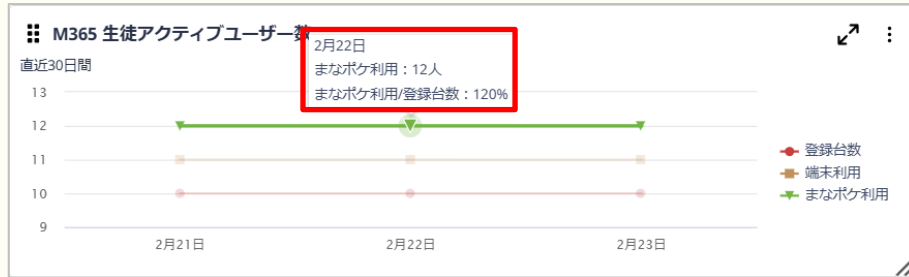 M365 生徒アクティブユーザー数
直近30日間
2月22日
まなポケ利用：12人
まなポケ利用/登録台数：120%
13
12
11
10
9
2月21日
2月22日
2月23日
登録台数
端末利用
まなポケ利用